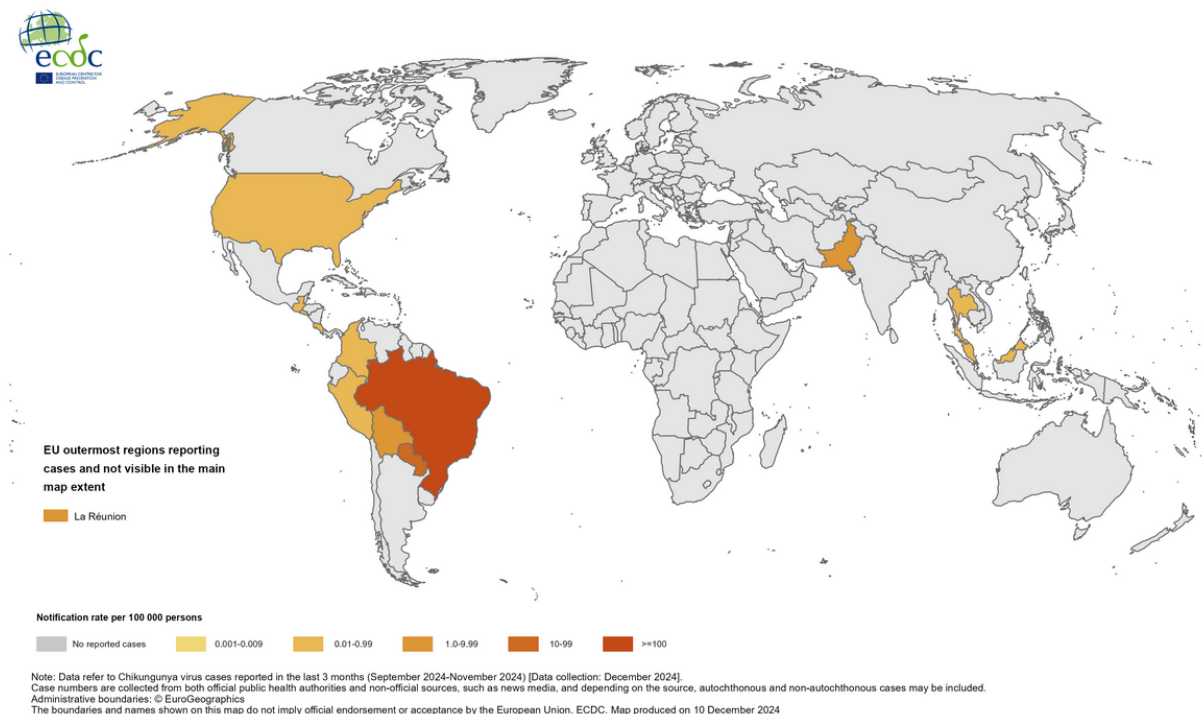 ecdc
EUROPEAN CENTRE FOR
DISEASE PREVENTION
AND CONTROL
EU outermost regions reporting
cases and not visible in the main
map extent
La Réunion
Notification rate per 100 000 persons
No reported cases
0.001-0.009
0.01-0.99
1.0-9.99
10-99
>=100
Note: Data refer to Chikungunya virus cases reported in the last 3 months (September 2024-November 2024) [Data collection: December 2024].
Case numbers are collected from both official public health authorities and non-official sources, such as news media, and depending on the source, autochthonous and non-autochthonous cases may be included.
Administrative boundaries: © EuroGeographics
The boundaries and names shown on this map do not imply official endorsement or acceptance by the European Union. ECDC. Map produced on 10 December 2024